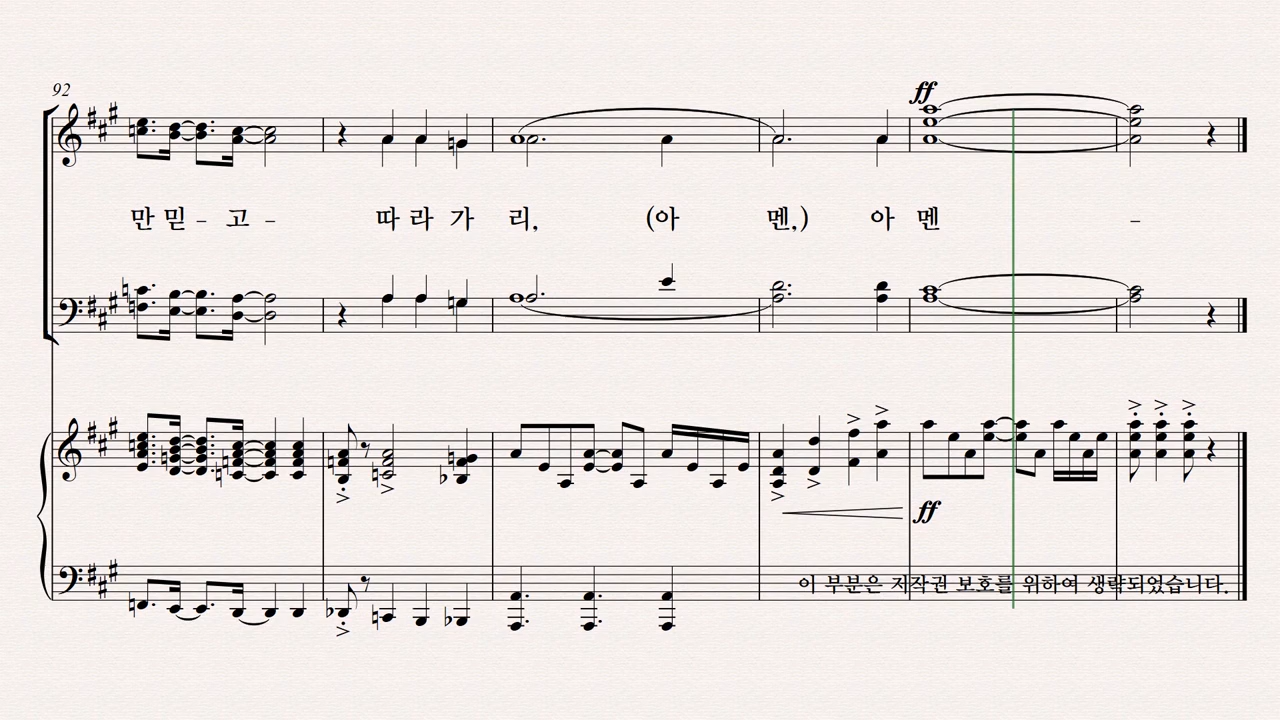 92
ff
만 믿 – 고 – 따 라 가 리, (아 멘,) 아 멘 –
ff
이 부분은 저작권 보호를 위하여 생략되었습니다.